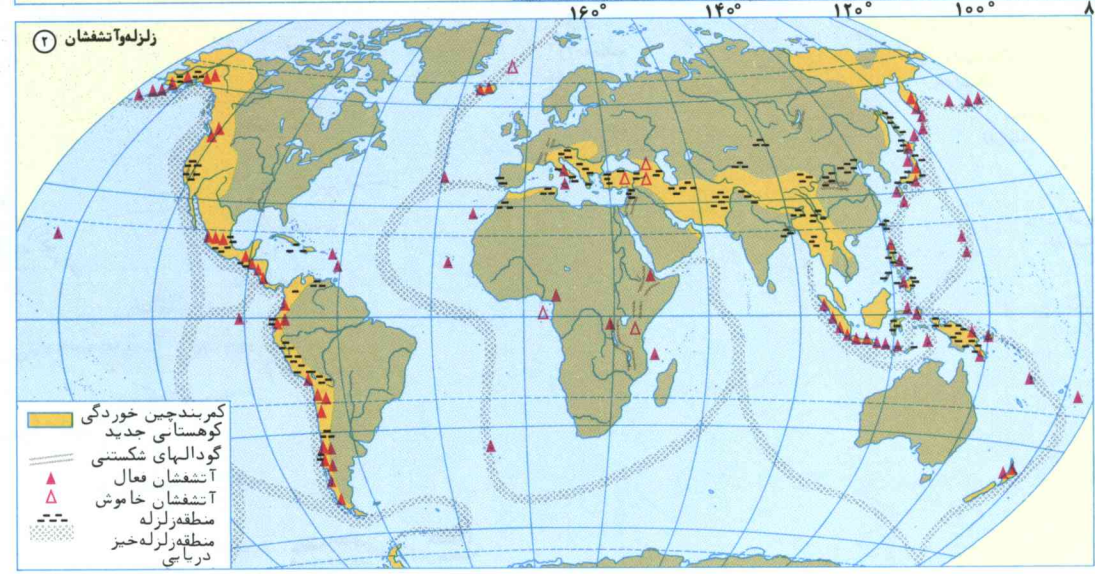 ۱۶۰° ۱۴۰° ۱۲۰° ۱۰۰° ۸
زلزله‌وآتشفشان ۲
کمربندچین خوردگی
کوهستانی جدید
گودالهای شکستنی
آتشفشان فعال
آتشفشان خاموش
منطقه‌زلزله
منطقه‌زلزله‌خیز
دریایی